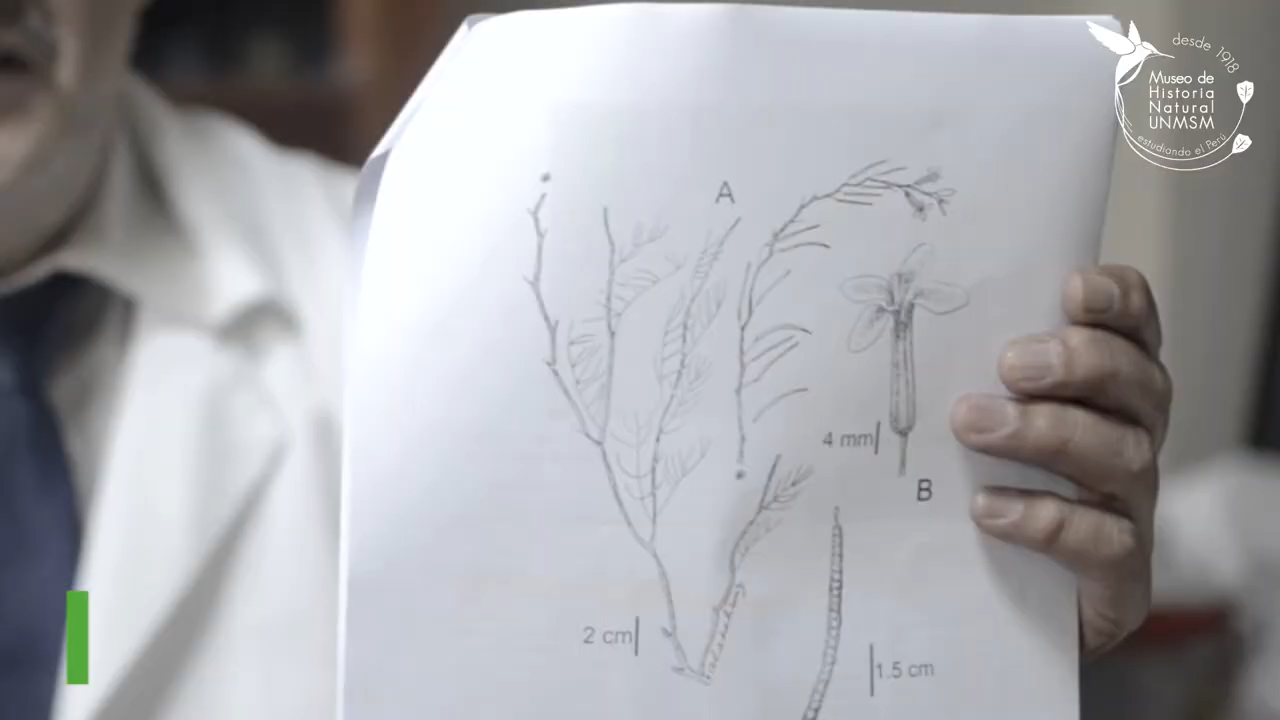 desde 1918
Museo de
Historia
Natural
UNMSM
estudiando el Perú
A
4 mm
B
2 cm
1.5 cm